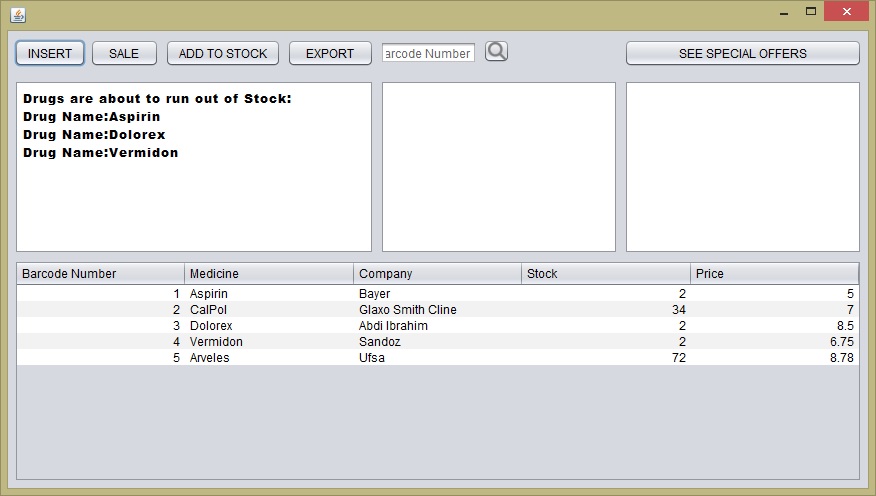 INSERT SALE ADD TO STOCK EXPORT arcode Number SEE SPECIAL OFFERS
Drugs are about to run out of Stock:
Drug Name:Aspirin
Drug Name:Dolorex
Drug Name:Vermidon
Barcode Number Medicine Company Stock Price
1 Aspirin Bayer 2 5
2 CalPol Glaxo Smith Cline 34 7
3 Dolorex Abdi Ibrahim 2 8.5
4 Vermidon Sandoz 2 6.75
5 Arveles Ufsa 72 8.78